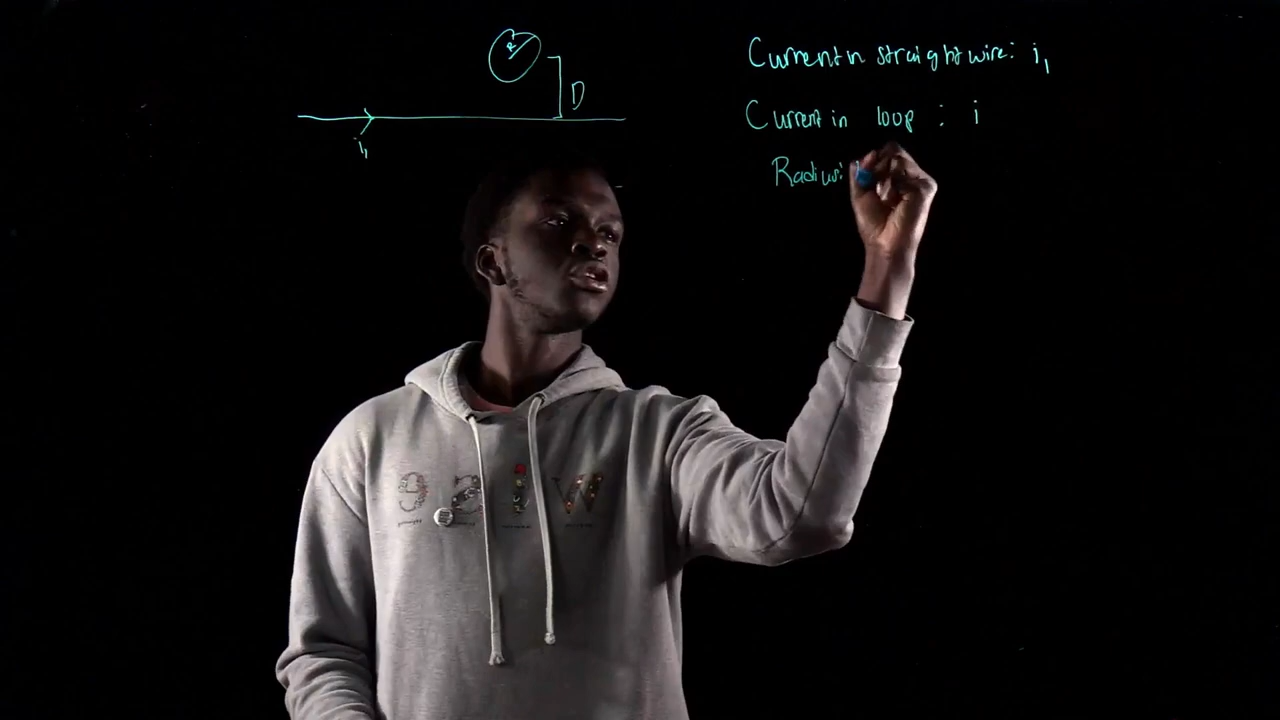 R
D
i₁
Current in straight wire: i₁
Current in loop : i
Radius:
g a i w